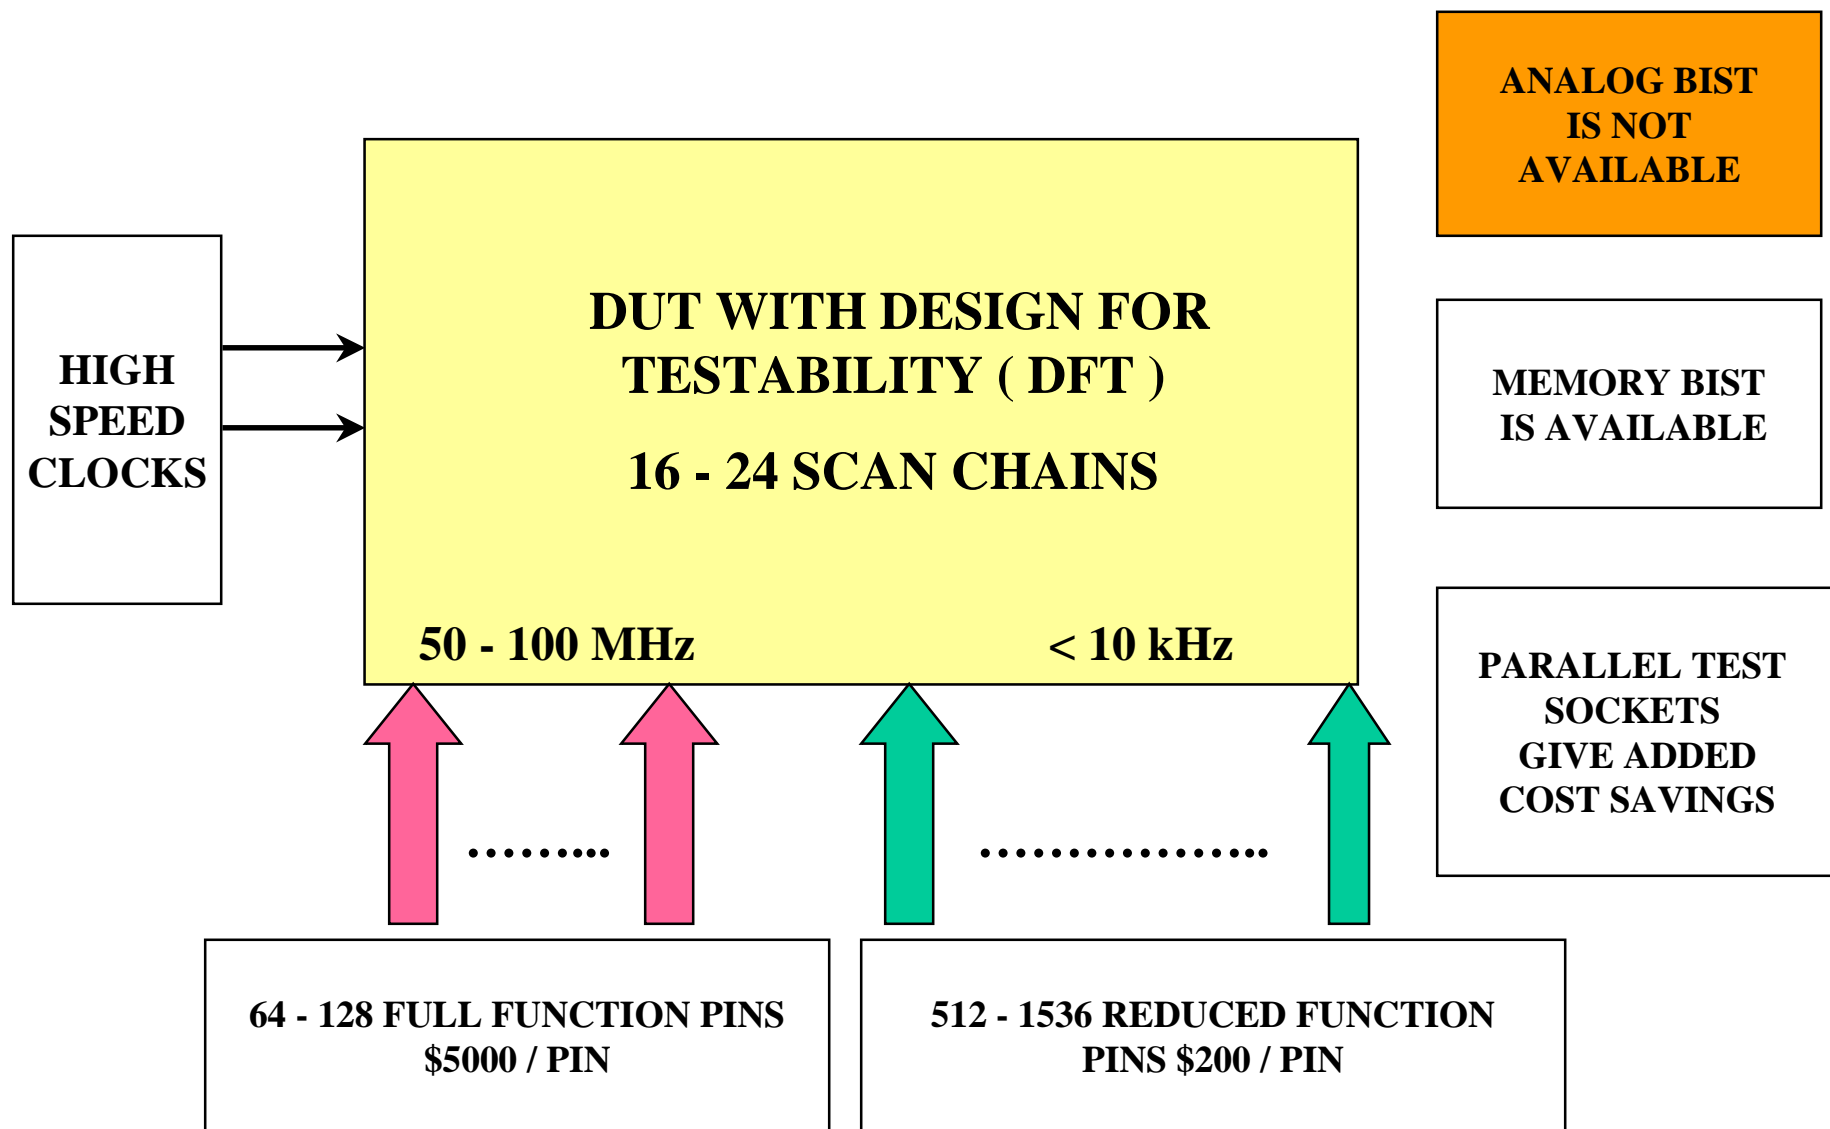 ANALOG BIST
IS NOT
AVAILABLE
HIGH
SPEED
CLOCKS
DUT WITH DESIGN FOR
TESTABILITY ( DFT )
16 - 24 SCAN CHAINS
50 - 100 MHz
< 10 kHz
MEMORY BIST
IS AVAILABLE
PARALLEL TEST
SOCKETS
GIVE ADDED
COST SAVINGS
……...
……………..
64 - 128 FULL FUNCTION PINS
$5000 / PIN
512 - 1536 REDUCED FUNCTION
PINS $200 / PIN